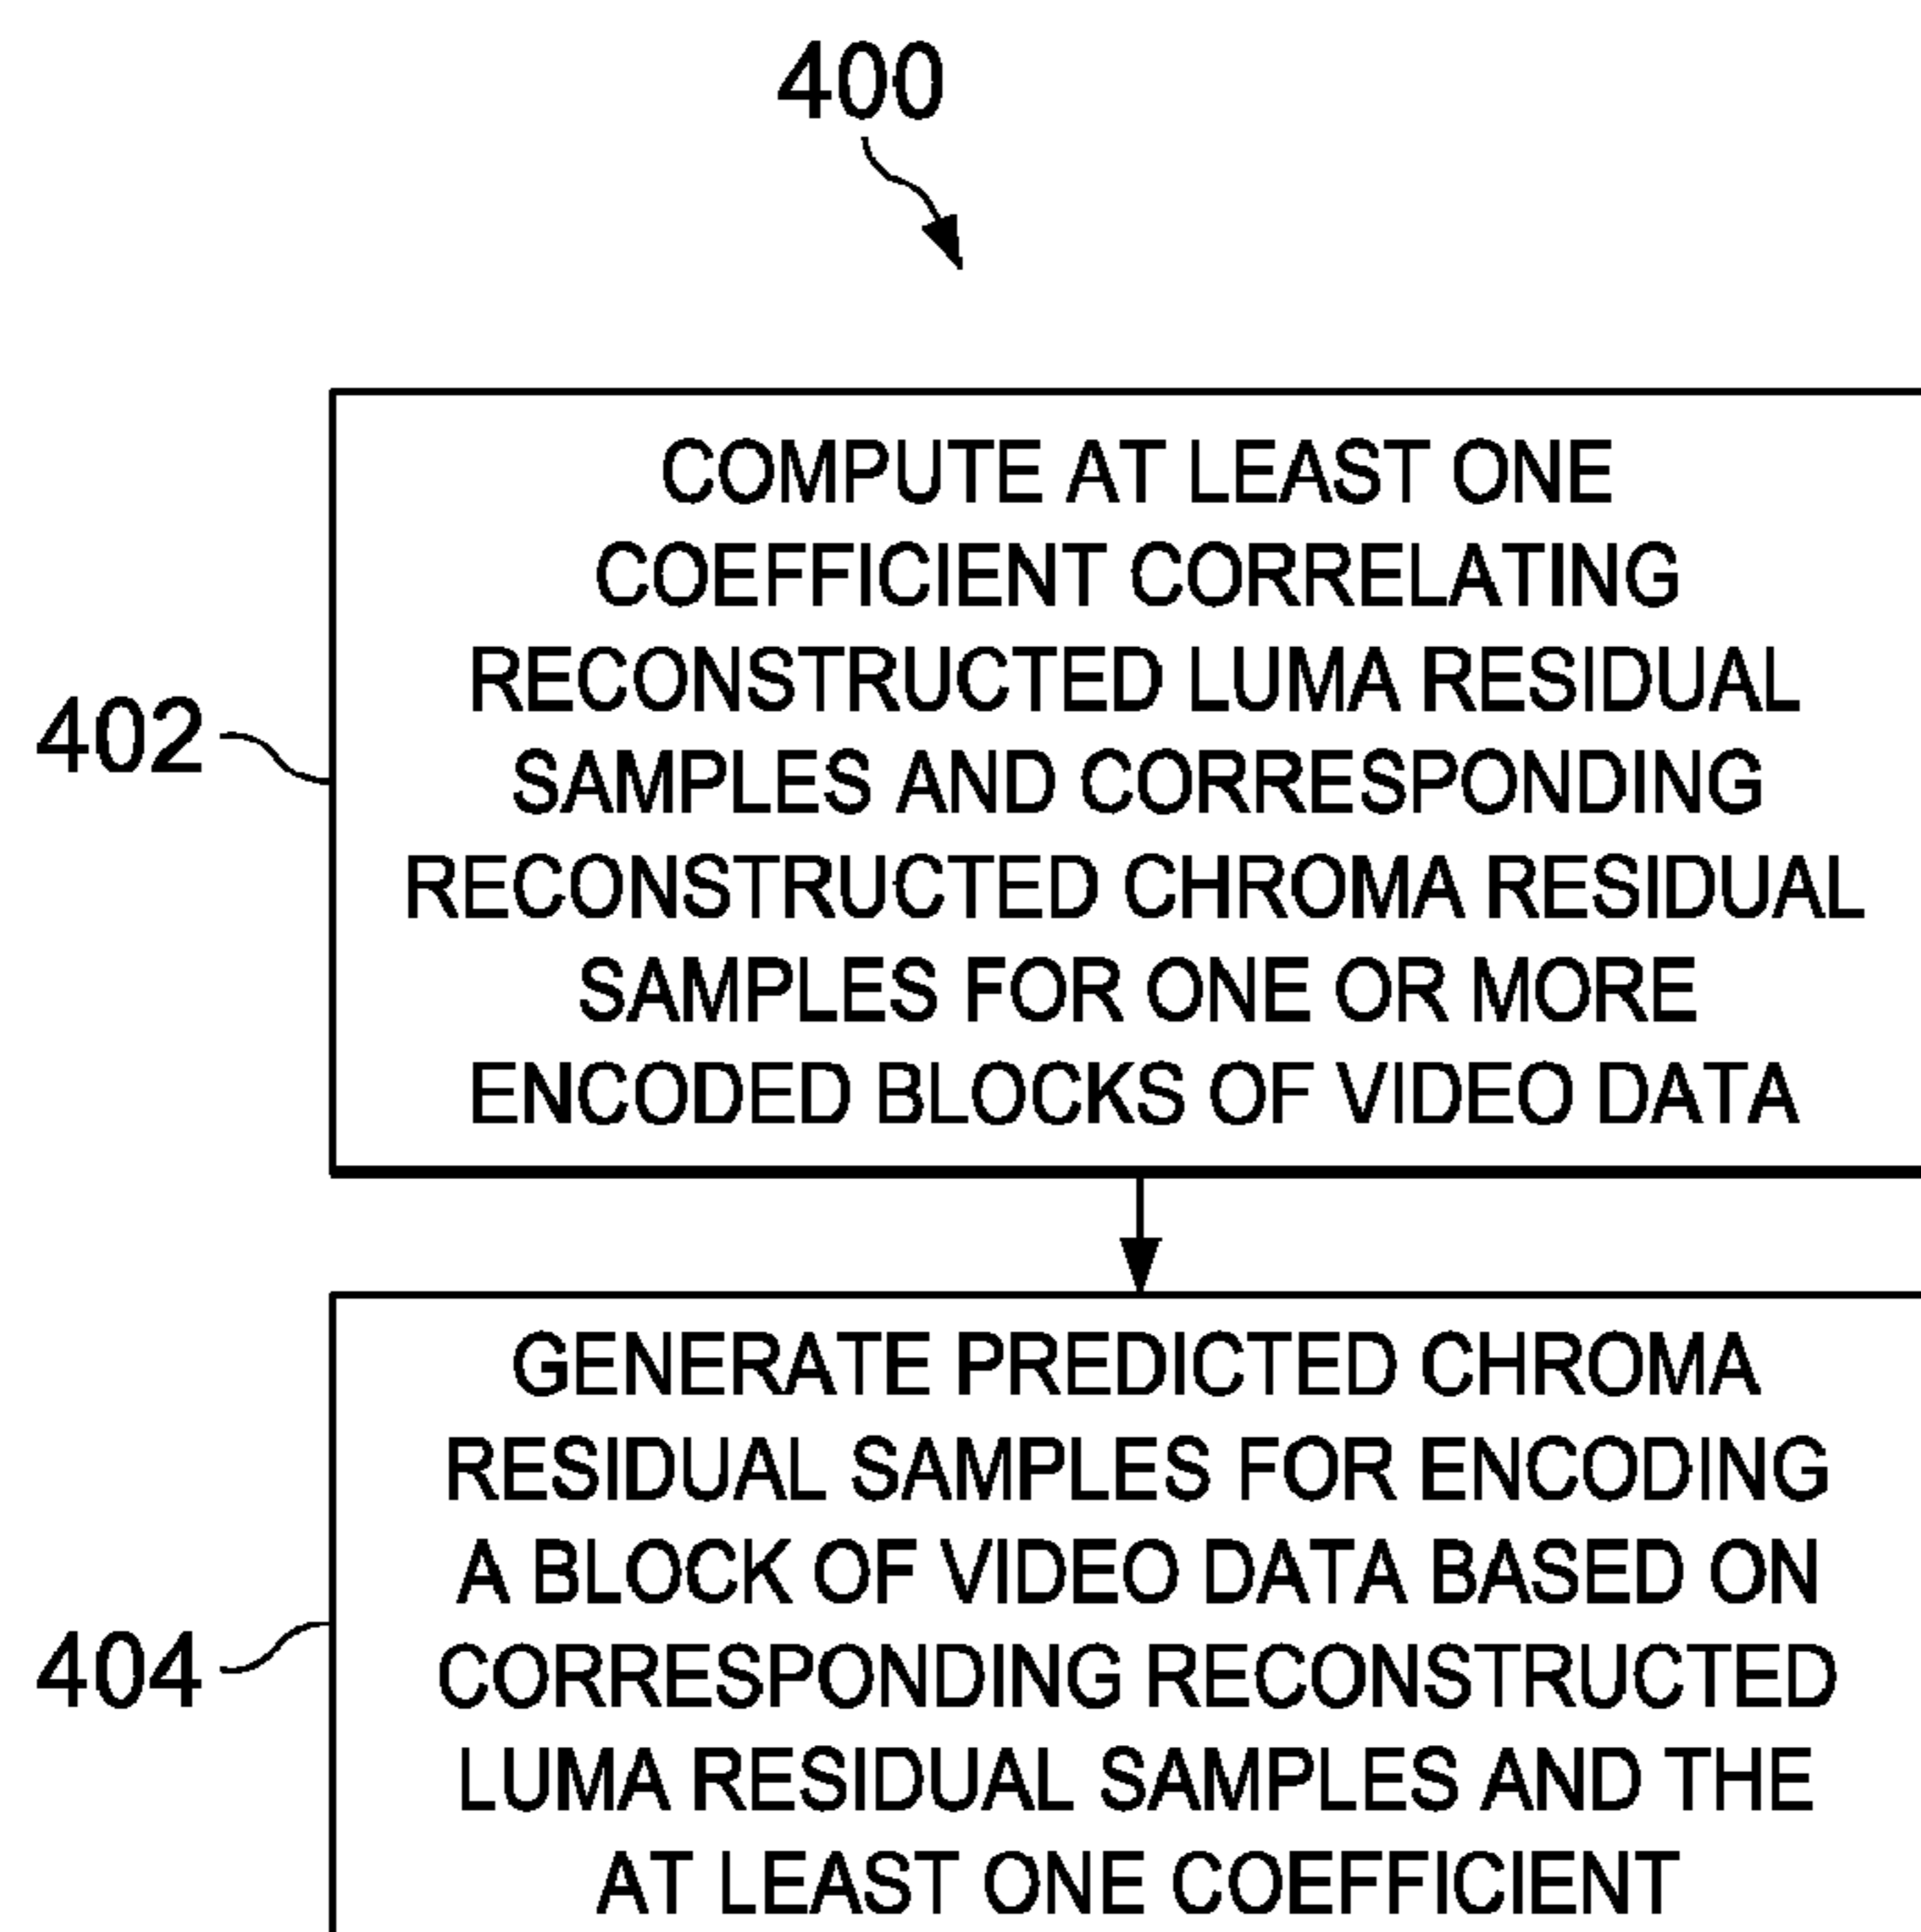 400
COMPUTE AT LEAST ONE
COEFFICIENT CORRELATING
RECONSTRUCTED LUMA RESIDUAL
402
SAMPLES AND CORRESPONDING
RECONSTRUCTED CHROMA RESIDUAL
SAMPLES FOR ONE OR MORE
ENCODED BLOCKS OF VIDEO DATA
GENERATE PREDICTED CHROMA
RESIDUAL SAMPLES FOR ENCODING
A BLOCK OF VIDEO DATA BASED ON
404
CORRESPONDING RECONSTRUCTED
LUMA RESIDUAL SAMPLES AND THE
AT LEAST ONE COEFFICIENT